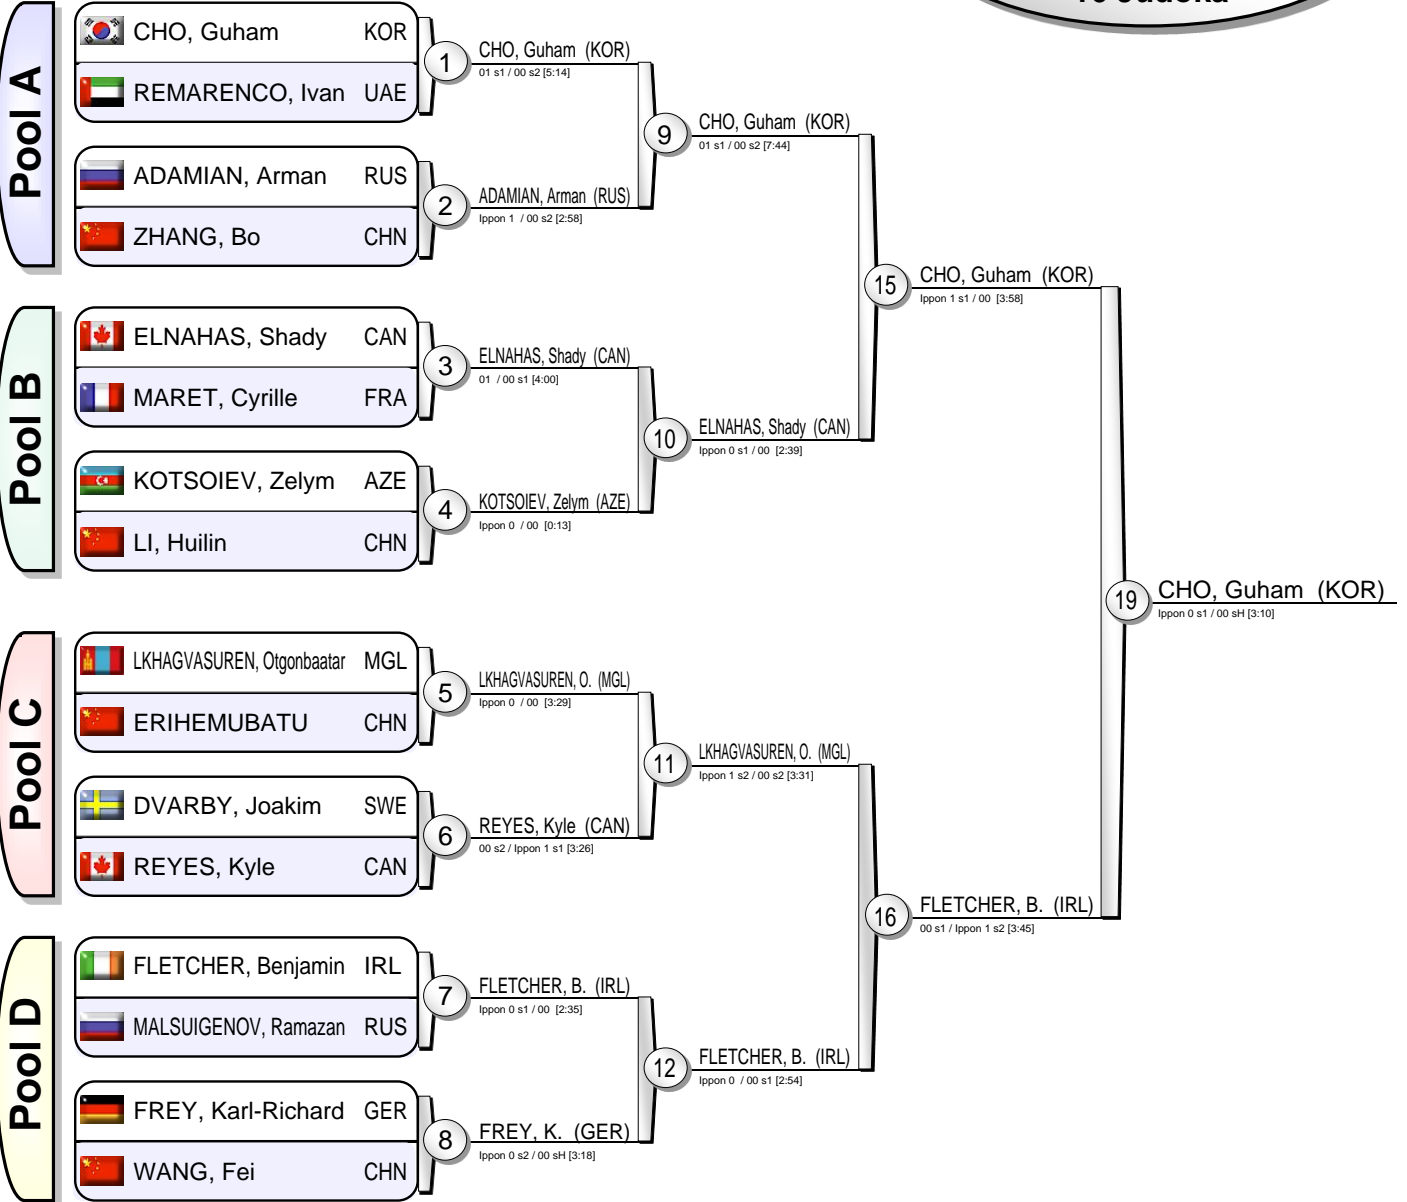 16 Judoka
Pool A
CHO, Guham KOR
REMARENCO, Ivan UAE
ADAMIAN, Arman RUS
ZHANG, Bo CHN
1
CHO, Guham (KOR)
01 s1 / 00 s2 [5:14]
2
ADAMIAN, Arman (RUS)
Ippon 1 / 00 s2 [2:58]
9
CHO, Guham (KOR)
01 s1 / 00 s2 [7:44]
Pool B
ELNAHAS, Shady CAN
MARET, Cyrille FRA
KOTSOIEV, Zelym AZE
LI, Huilin CHN
3
ELNAHAS, Shady (CAN)
01 / 00 s1 [4:00]
4
KOTSOIEV, Zelym (AZE)
Ippon 0 / 00 [0:13]
10
ELNAHAS, Shady (CAN)
Ippon 0 s1 / 00 [2:39]
15
CHO, Guham (KOR)
Ippon 1 s1 / 00 [3:58]
Pool C
LKHAGVASUREN, Otgonbaatar MGL
ERIHEMUBATU CHN
DVARBY, Joakim SWE
REYES, Kyle CAN
5
LKHAGVASUREN, O. (MGL)
Ippon 0 / 00 [3:29]
6
REYES, Kyle (CAN)
00 s2 / Ippon 1 s1 [3:26]
11
LKHAGVASUREN, O. (MGL)
Ippon 1 s2 / 00 s2 [3:31]
Pool D
FLETCHER, Benjamin IRL
MALSUIGENOV, Ramazan RUS
FREY, Karl-Richard GER
WANG, Fei CHN
7
FLETCHER, B. (IRL)
Ippon 0 s1 / 00 [2:35]
8
FREY, K. (GER)
Ippon 0 s2 / 00 sH [3:18]
12
FLETCHER, B. (IRL)
Ippon 0 / 00 s1 [2:54]
16
FLETCHER, B. (IRL)
00 s1 / Ippon 1 s2 [3:45]
19
CHO, Guham (KOR)
Ippon 0 s1 / 00 sH [3:10]